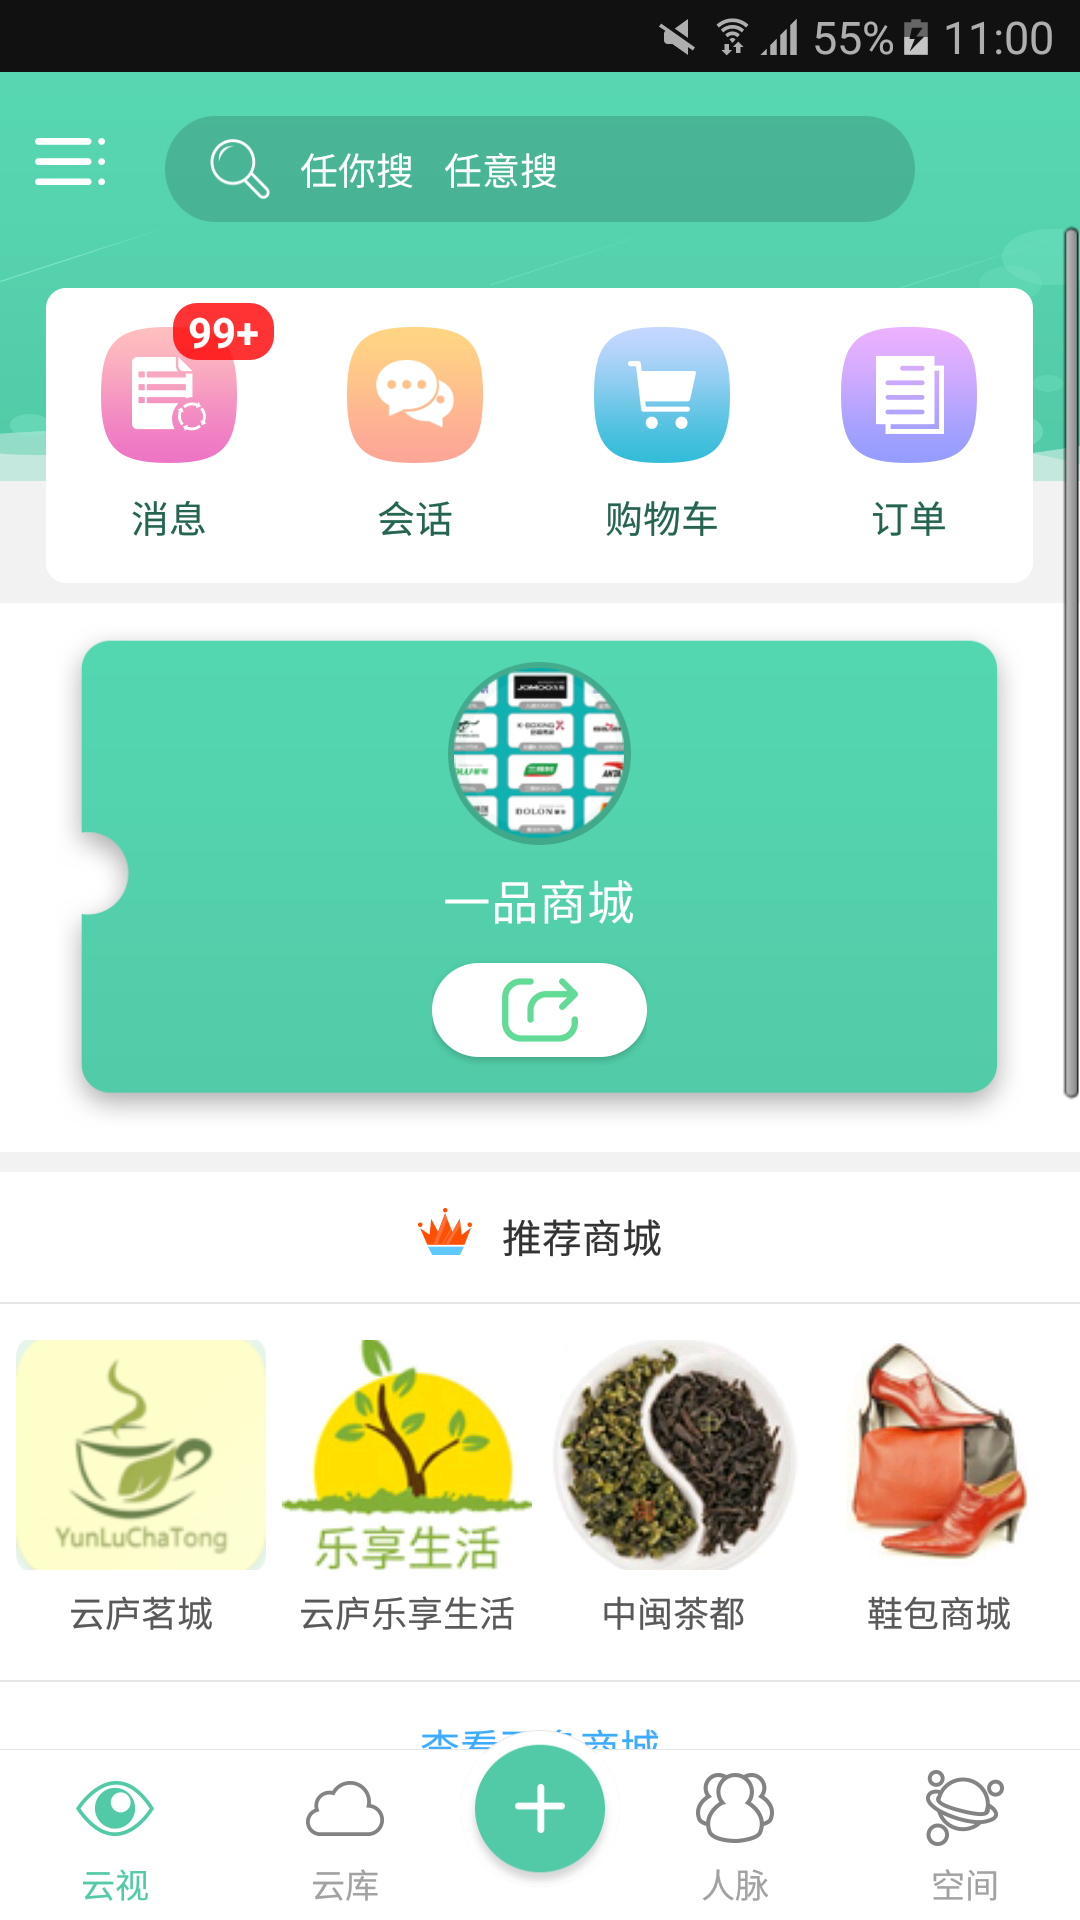 55% 11:00
任你搜 任意搜
99+
消息 会话 购物车 订单
JOMOO
K-BOXING
BOLON
一品商城
推荐商城
YunLuChaTong
乐享生活
云庐茗城 云庐乐享生活 中闽茶都 鞋包商城
云视 云库 人脉 空间